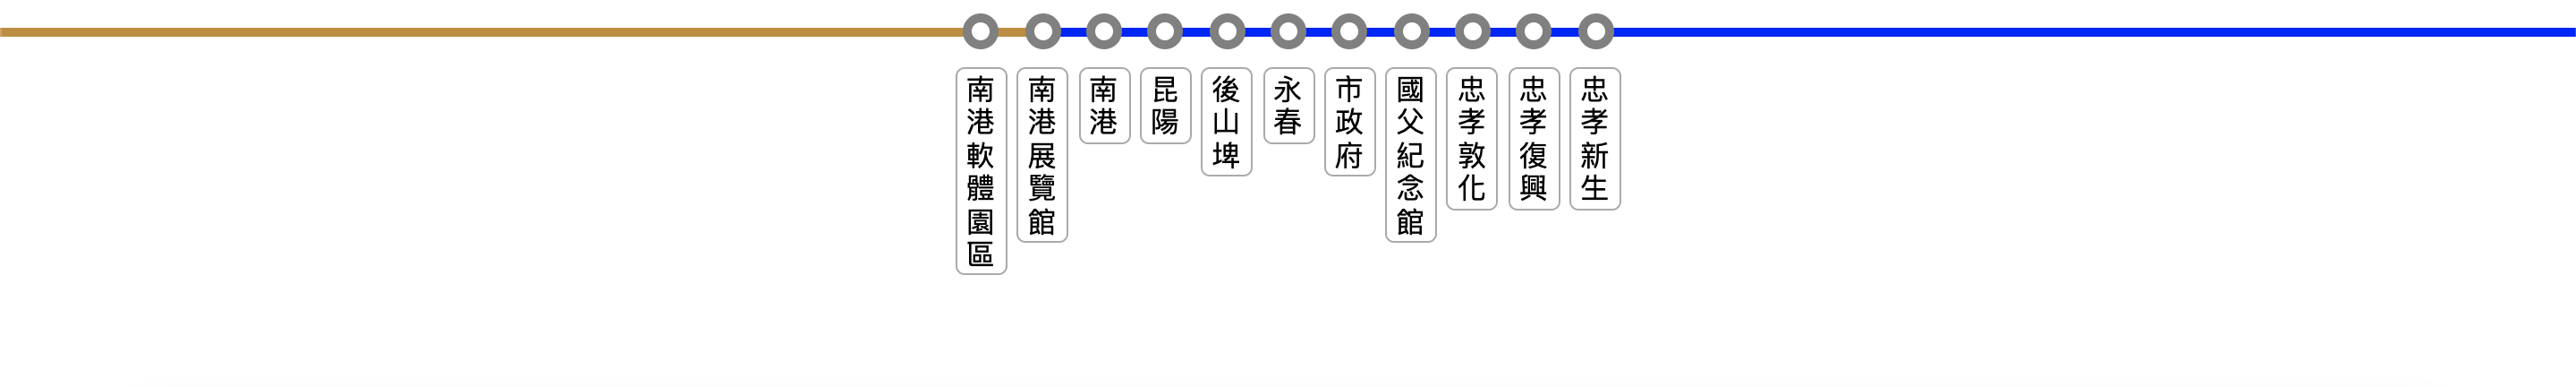 南港軟體園區
南港展覽館
南港
昆陽
後山埤
永春
市政府
國父紀念館
忠孝敦化
忠孝復興
忠孝新生